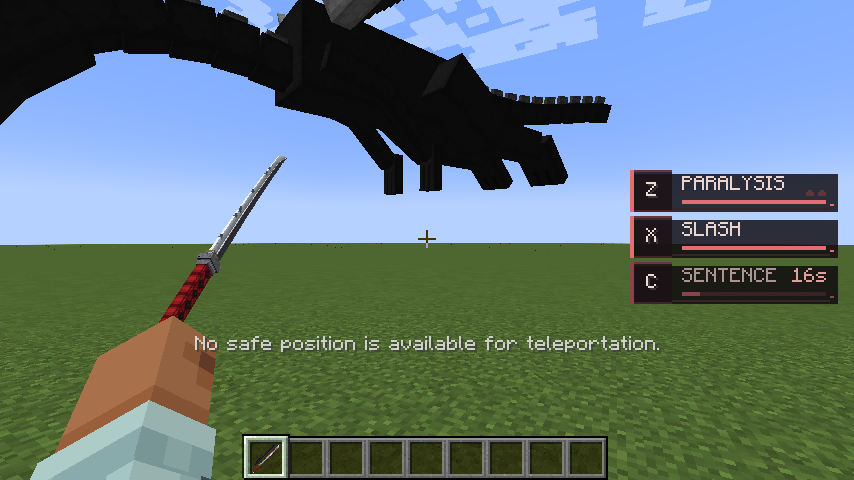 Z PARALYSIS
X SLASH
C SENTENCE 16s
No safe position is available for teleportation.